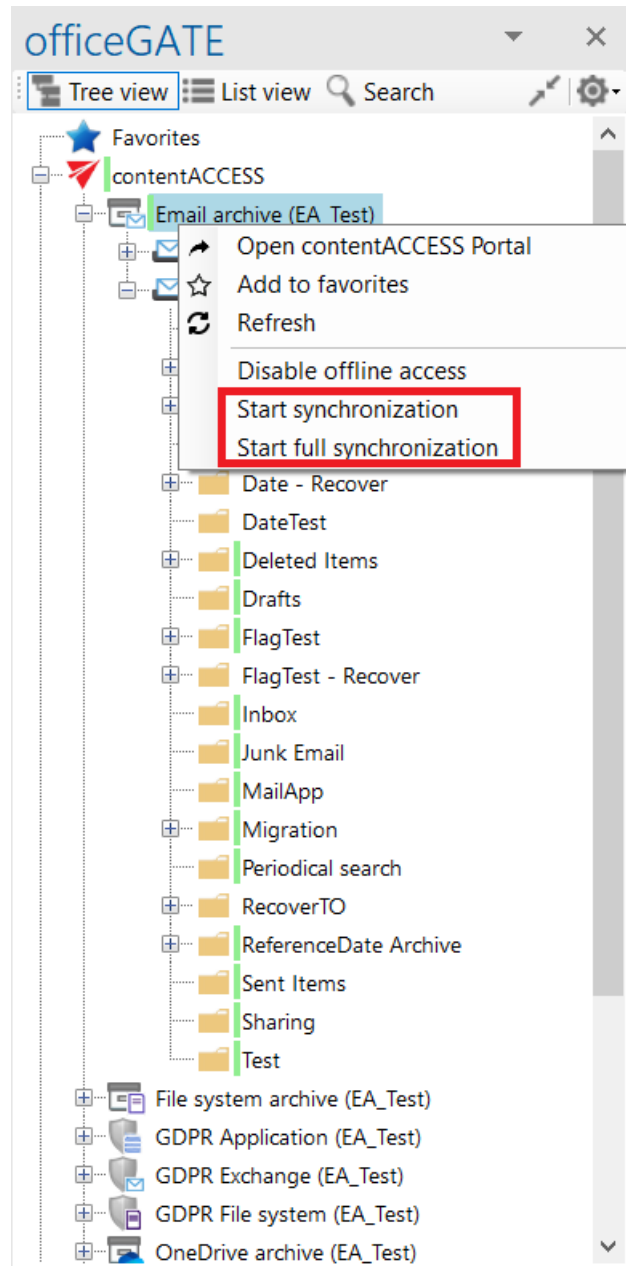 officeGATE
Tree view List view Search
Favorites
contentACCESS
Email archive (EA_Test)
Open contentACCESS Portal
Add to favorites
Refresh
Disable offline access
Start synchronization
Start full synchronization
Date - Recover
DateTest
Deleted Items
Drafts
FlagTest
FlagTest - Recover
Inbox
Junk Email
MailApp
Migration
Periodical search
RecoverTO
ReferenceDate Archive
Sent Items
Sharing
Test
File system archive (EA_Test)
GDPR Application (EA_Test)
GDPR Exchange (EA_Test)
GDPR File system (EA_Test)
OneDrive archive (EA_Test)